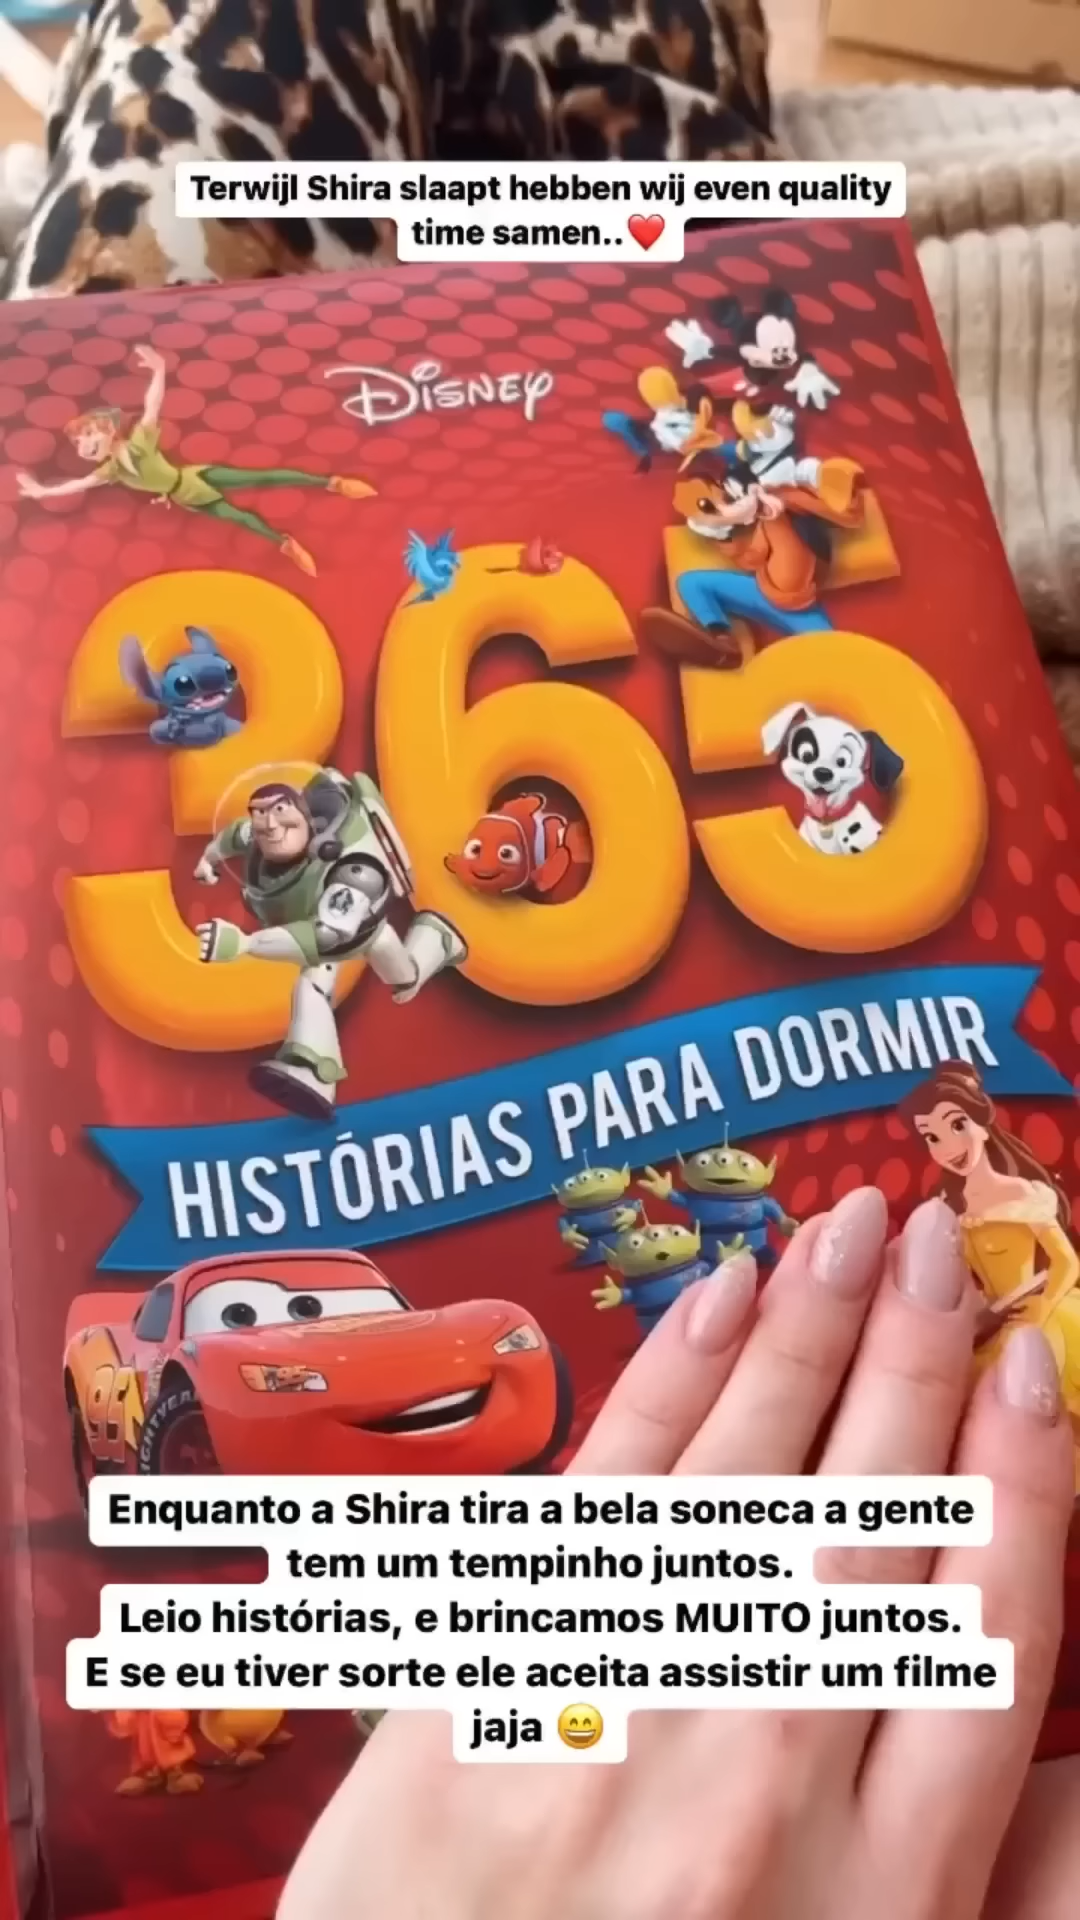 Terwijl Shira slaapt hebben wij even quality
time samen..❤️
Disney
365
HISTÓRIAS PARA DORMIR
95
Enquanto a Shira tira a bela soneca a gente
tem um tempinho juntos.
Leio histórias, e brincamos MUITO juntos.
E se eu tiver sorte ele aceita assistir um filme
jaja 😄